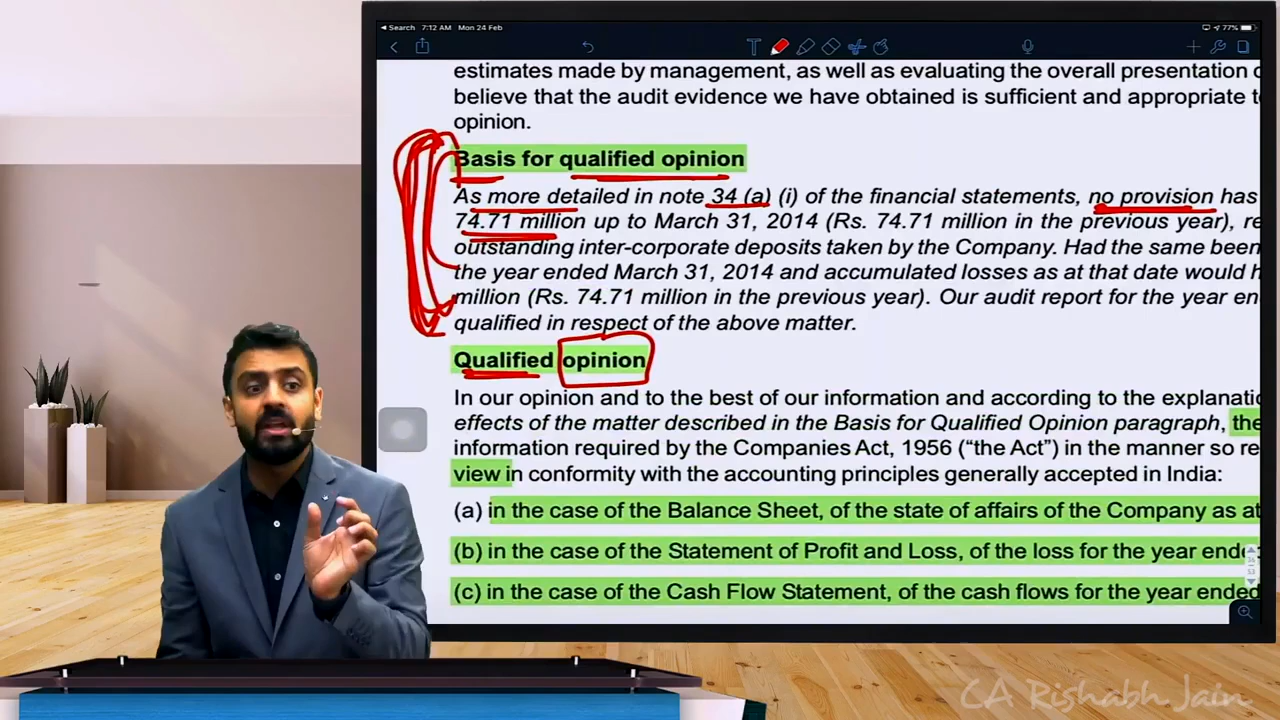 Search 7:12 AM Mon 24 Feb 77%
estimates made by management, as well as evaluating the overall presentation
believe that the audit evidence we have obtained is sufficient and appropriate
opinion.
Basis for qualified opinion
As more detailed in note 34 (a) (i) of the financial statements, no provision has
74.71 million up to March 31, 2014 (Rs. 74.71 million in the previous year),
outstanding inter-corporate deposits taken by the Company. Had the same been
the year ended March 31, 2014 and accumulated losses as at that date would
million (Rs. 74.71 million in the previous year). Our audit report for the year
qualified in respect of the above matter.
Qualified opinion
In our opinion and to the best of our information and according to the
effects of the matter described in the Basis for Qualified Opinion paragraph, the
information required by the Companies Act, 1956 (“the Act”) in the manner so
view in conformity with the accounting principles generally accepted in India:
(a) in the case of the Balance Sheet, of the state of affairs of the Company as at
(b) in the case of the Statement of Profit and Loss, of the loss for the year
(c) in the case of the Cash Flow Statement, of the cash flows for the year ended
CA Rishabh Jain